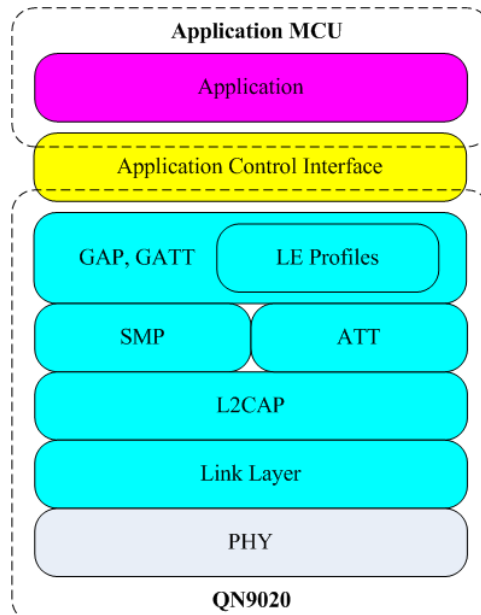 Application MCU
Application
Application Control Interface
GAP, GATT
LE Profiles
SMP
ATT
L2CAP
Link Layer
PHY
QN9020